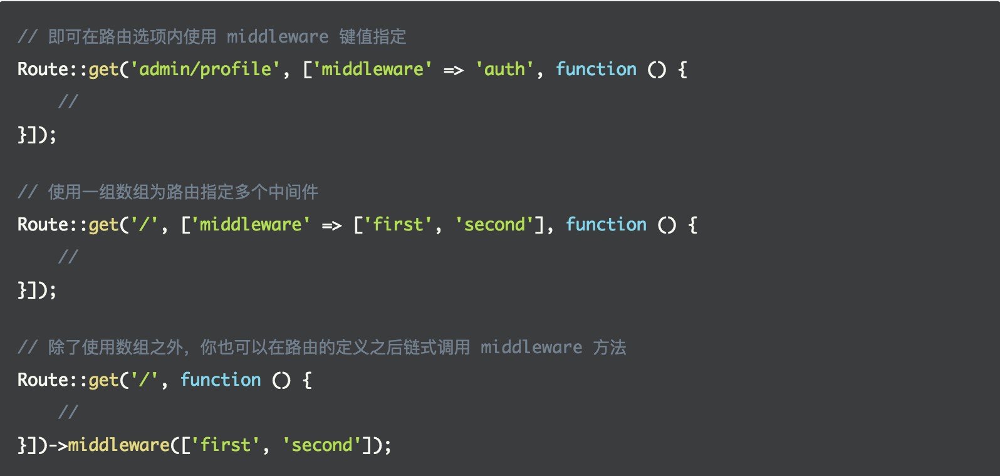 // 即可在路由选项内使用 middleware 键值指定
Route::get('admin/profile', ['middleware' => 'auth', function () {
    //
}]);
// 使用一组数组为路由指定多个中间件
Route::get('/', ['middleware' => ['first', 'second'], function () {
    //
}]);
// 除了使用数组之外，你也可以在路由的定义之后链式调用 middleware 方法
Route::get('/', function () {
    //
}])->middleware(['first', 'second']);